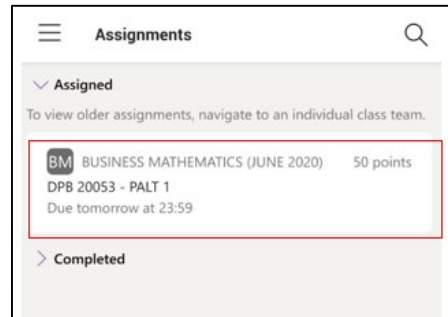 Assignments
Assigned
To view older assignments, navigate to an individual class team.
BM BUSINESS MATHEMATICS (JUNE 2020) 50 points
DPB 20053 - PALT 1
Due tomorrow at 23:59
Completed